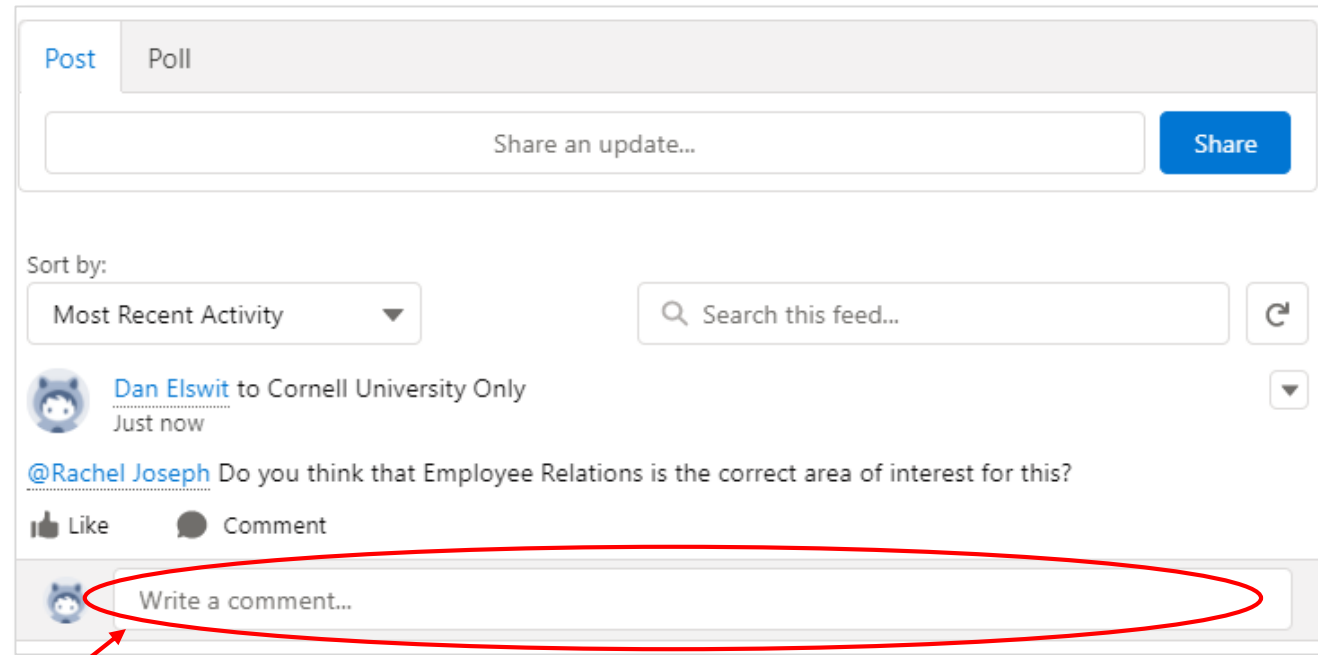 Post Poll
Share an update... Share
Sort by:
Most Recent Activity Search this feed...
Dan Elswit to Cornell University Only
Just now
@Rachel Joseph Do you think that Employee Relations is the correct area of interest for this?
Like Comment
Write a comment...